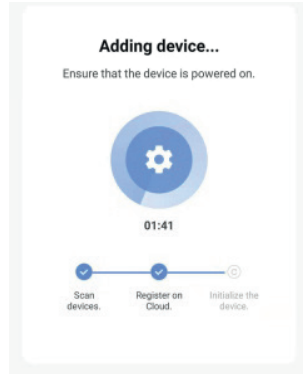 Adding device...
Ensure that the device is powered on.
01:41
Scan
devices.
Register on
Cloud.
Initialize the
device.